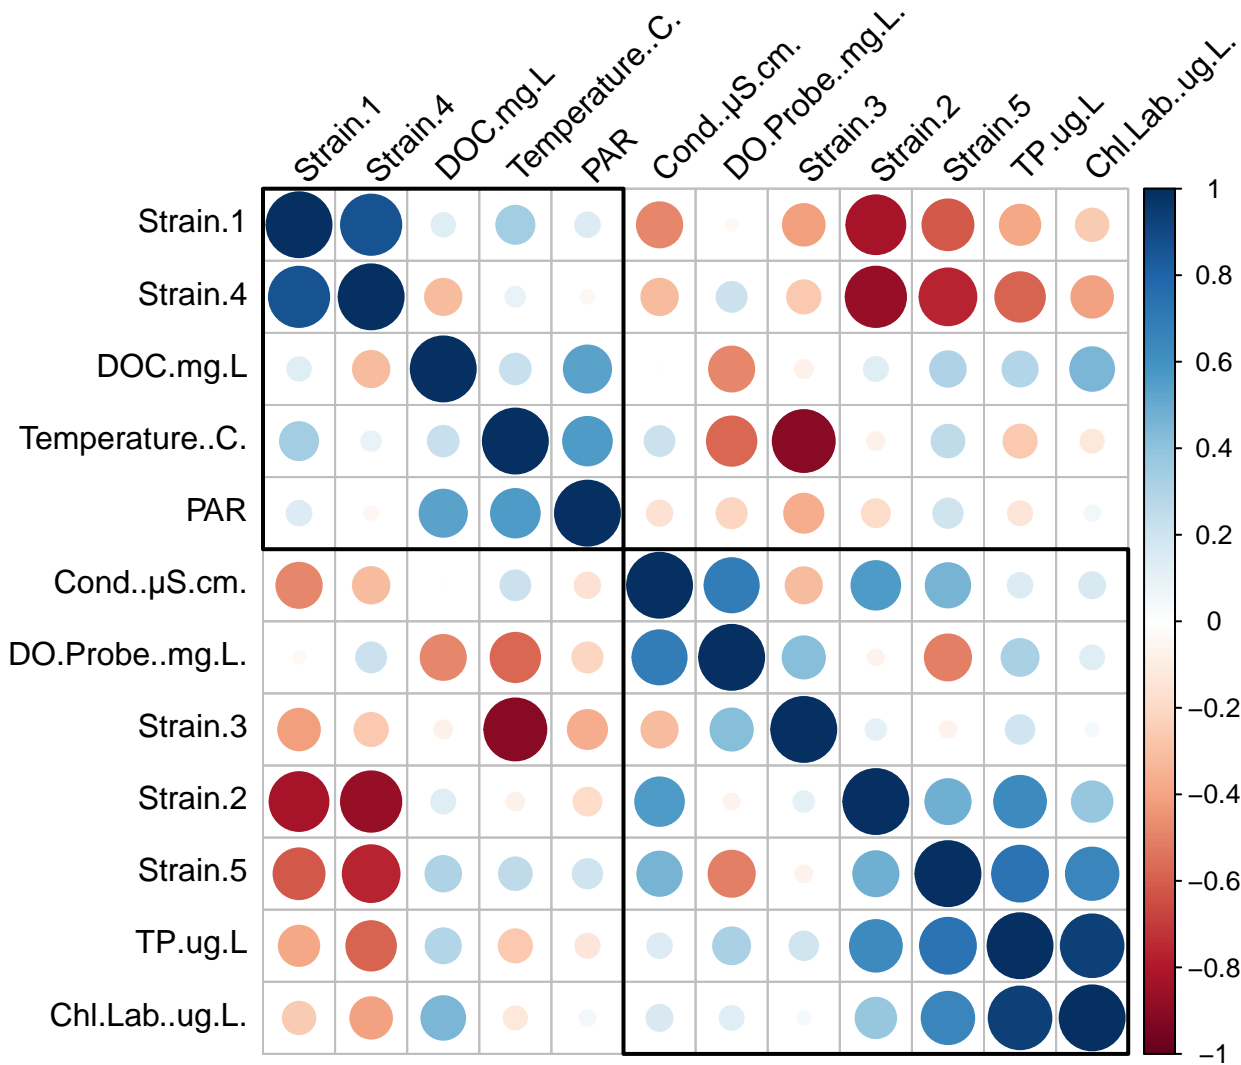 Strain.1
Strain.4
DOC.mg.L
Temperature..C.
PAR
Cond..µS.cm.
DO.Probe..mg.L.
Strain.3
Strain.2
Strain.5
TP.ug.L
Chl.Lab..ug.L.
Strain.1
Strain.4
DOC.mg.L
Temperature..C.
PAR
Cond..µS.cm.
DO.Probe..mg.L.
Strain.3
Strain.2
Strain.5
TP.ug.L
Chl.Lab..ug.L.
1
0.8
0.6
0.4
0.2
0
−0.2
−0.4
−0.6
−0.8
−1